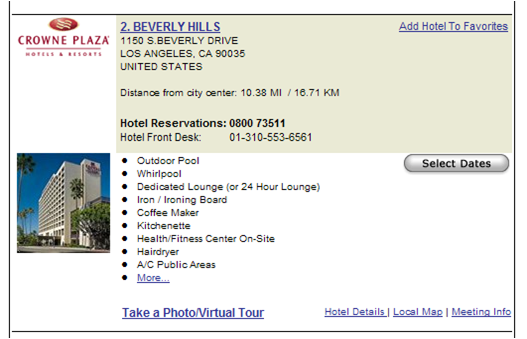 CROWNE PLAZA
HOTELS & RESORTS
2. BEVERLY HILLS
Add Hotel To Favorites
1150 S.BEVERLY DRIVE
LOS ANGELES, CA 90035
UNITED STATES
Distance from city center: 10.38 MI / 16.71 KM
Hotel Reservations: 0800 73511
Hotel Front Desk: 01-310-553-6561
Select Dates
Outdoor Pool
Whirlpool
Dedicated Lounge (or 24 Hour Lounge)
Iron / Ironing Board
Coffee Maker
Kitchenette
Health/Fitness Center On-Site
Hairdryer
A/C Public Areas
More...
Take a Photo/Virtual Tour
Hotel Details | Local Map | Meeting Info